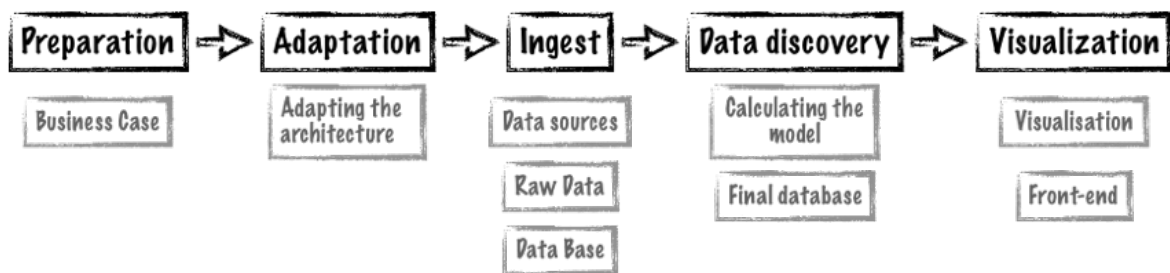 Preparation
Adaptation
Ingest
Data discovery
Visualization
Business Case
Adapting the
architecture
Data sources
Calculating the
model
Visualisation
Raw Data
Final database
Front-end
Data Base